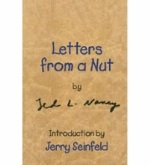 Letters
from a Nut
by
Ted L. Nancy
Introduction by
Jerry Seinfeld